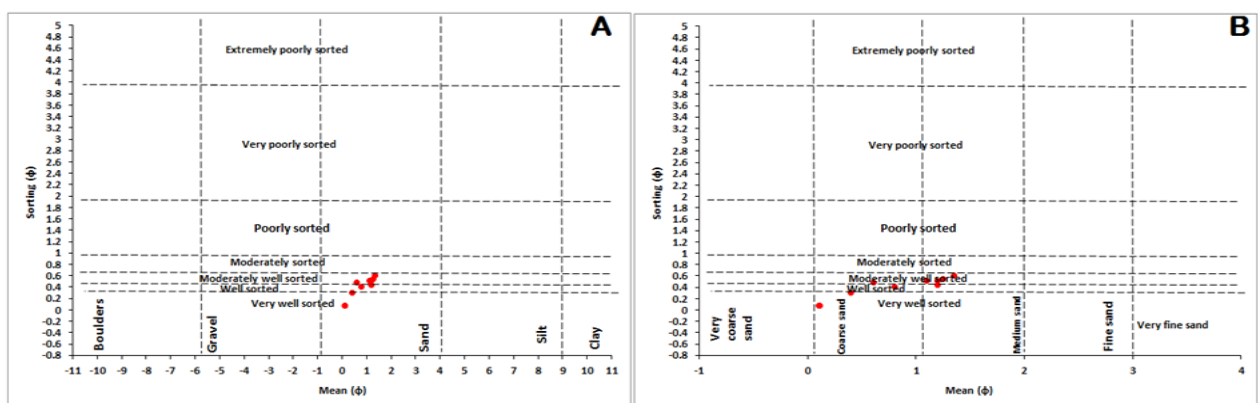 A
Sorting (ϕ)
5
4.8
4.6
4.4
4.2
4
3.8
3.6
3.4
3.2
3
2.8
2.6
2.4
2.2
2
1.8
1.6
1.4
1.2
1
0.8
0.6
0.4
0.2
0
-0.2
-0.4
-0.6
-0.8
Extremely poorly sorted
Very poorly sorted
Poorly sorted
Moderately sorted
Moderately well sorted
Well sorted
Very well sorted
Boulders
Gravel
Sand
Silt
Clay
-11 -10 -9 -8 -7 -6 -5 -4 -3 -2 -1 0 1 2 3 4 5 6 7 8 9 10 11
Mean (ϕ)
B
Sorting (ϕ)
5
4.8
4.6
4.4
4.2
4
3.8
3.6
3.4
3.2
3
2.8
2.6
2.4
2.2
2
1.8
1.6
1.4
1.2
1
0.8
0.6
0.4
0.2
0
-0.2
-0.4
-0.6
-0.8
Extremely poorly sorted
Very poorly sorted
Poorly sorted
Moderately sorted
Moderately well sorted
Well sorted
Very well sorted
Very
coarse
sand
Coarse sand
Medium sand
Fine sand
Very fine sand
-1 0 1 2 3 4
Mean (ϕ)